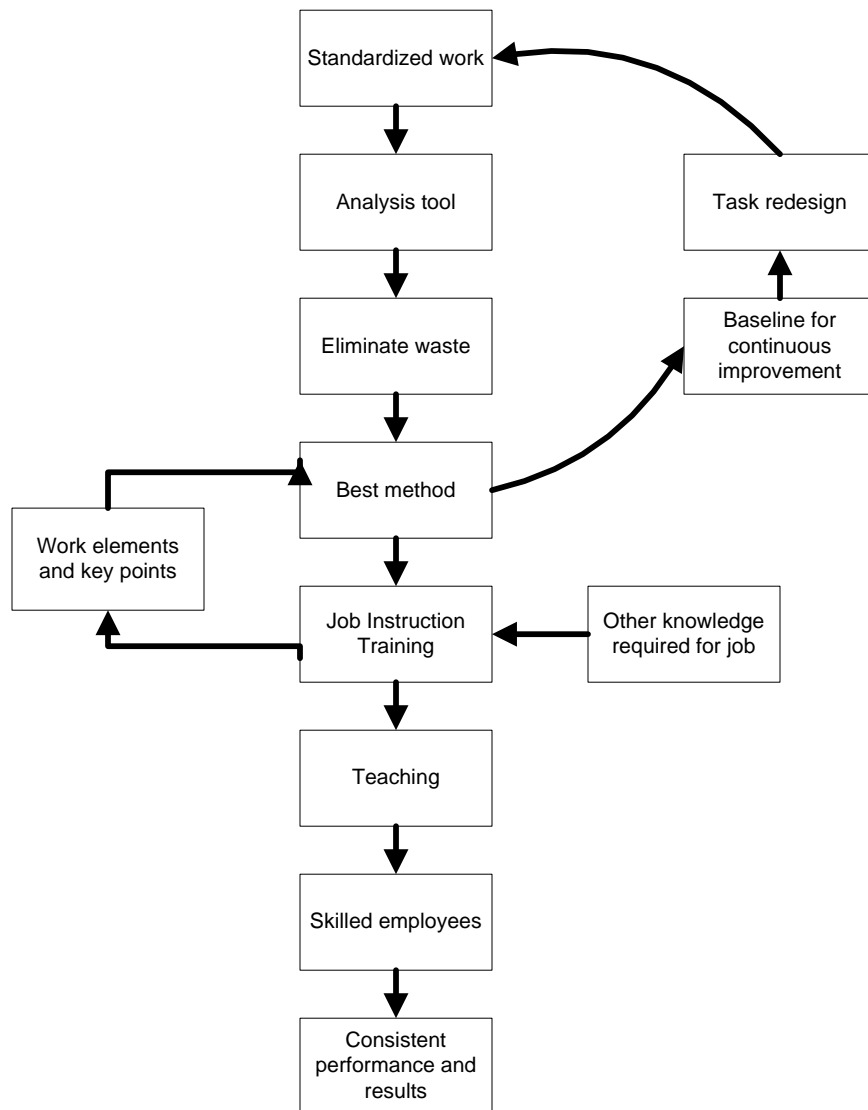 Standardized work
Analysis tool
Task redesign
Eliminate waste
Baseline for
continuous
improvement
Best method
Work elements
and key points
Job Instruction
Training
Other knowledge
required for job
Teaching
Skilled employees
Consistent
performance and
results